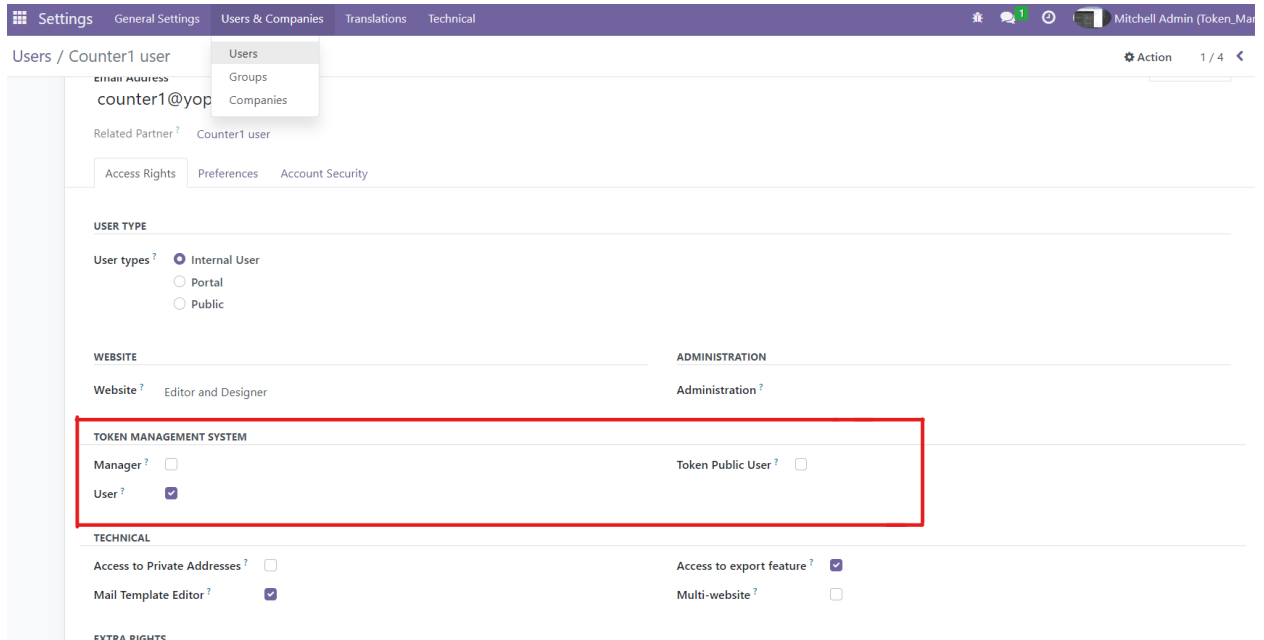 Settings General Settings Users & Companies Translations Technical 1 Mitchell Admin (Token_Mar
Users / Counter1 user Users Action 1 / 4
Groups
Email Address
counter1@yop Companies
Related Partner ? Counter1 user
Access Rights Preferences Account Security
USER TYPE
User types ? Internal User
Portal
Public
WEBSITE ADMINISTRATION
Website ? Editor and Designer Administration ?
TOKEN MANAGEMENT SYSTEM
Manager ? Token Public User ?
User ?
TECHNICAL
Access to Private Addresses ? Access to export feature ?
Mail Template Editor ? Multi-website ?
EXTRA RIGHTS